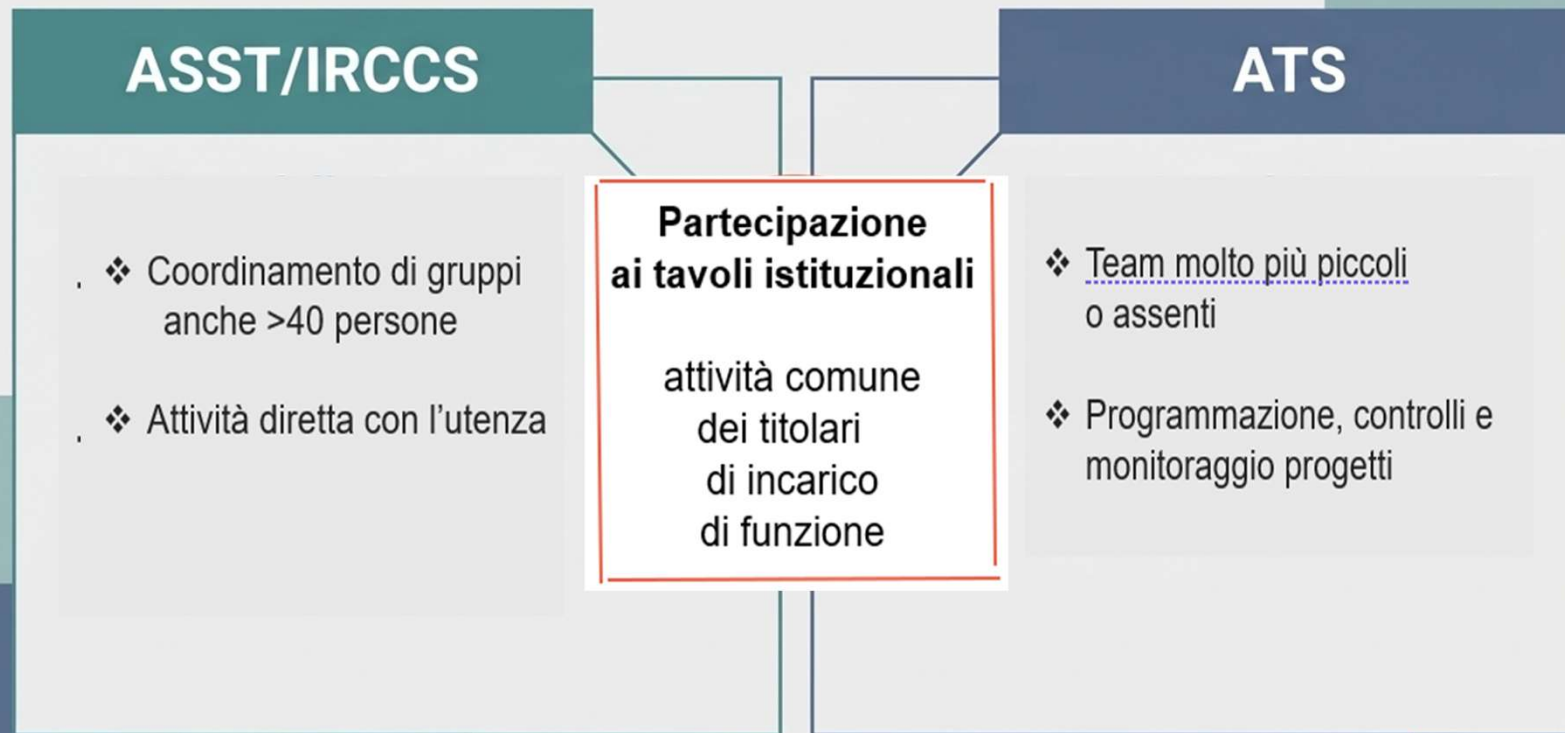 ASST/IRCCS
❖ Coordinamento di gruppi
anche >40 persone
❖ Attività diretta con l’utenza
Partecipazione
ai tavoli istituzionali
attività comune
dei titolari
di incarico
di funzione
ATS
❖ Team molto più piccoli
o assenti
❖ Programmazione, controlli e
monitoraggio progetti